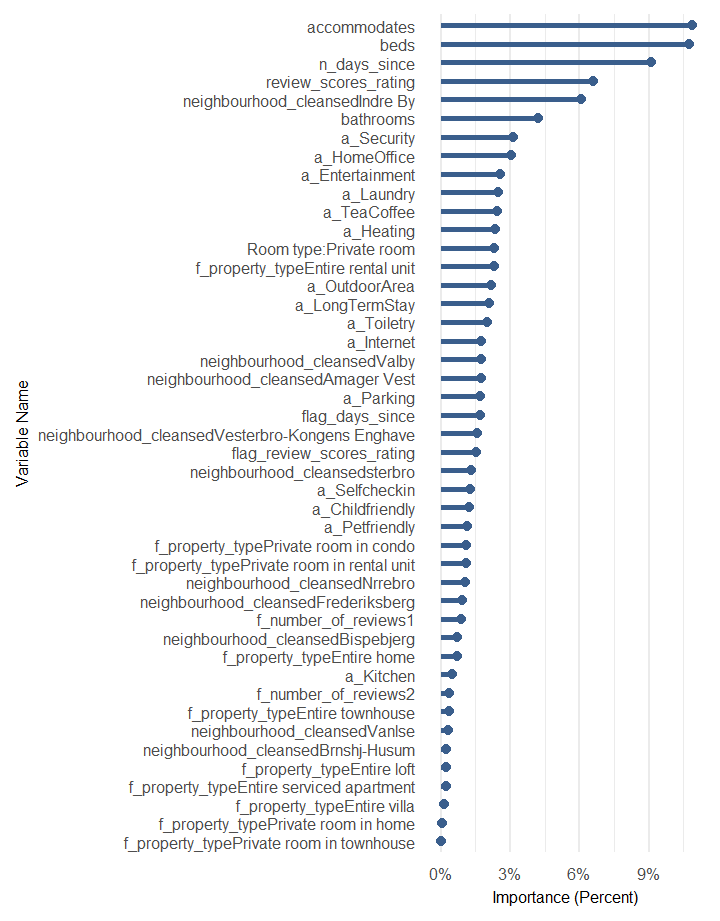 accommodates
beds
n_days_since
review_scores_rating
neighbourhood_cleansedIndre By
bathrooms
a_Security
a_HomeOffice
a_Entertainment
a_Laundry
a_TeaCoffee
a_Heating
Room type:Private room
f_property_typeEntire rental unit
a_OutdoorArea
a_LongTermStay
a_Toiletry
a_Internet
neighbourhood_cleansedValby
neighbourhood_cleansedAmager Vest
a_Parking
flag_days_since
neighbourhood_cleansedVesterbro-Kongens Enghave
flag_review_scores_rating
neighbourhood_cleansedsterbro
a_Selfcheckin
a_Childfriendly
a_Petfriendly
f_property_typePrivate room in condo
f_property_typePrivate room in rental unit
neighbourhood_cleansedNrrebro
neighbourhood_cleansedFrederiksberg
f_number_of_reviews1
neighbourhood_cleansedBispebjerg
f_property_typeEntire home
a_Kitchen
f_number_of_reviews2
f_property_typeEntire townhouse
neighbourhood_cleansedVanlse
neighbourhood_cleansedBrnshj-Husum
f_property_typeEntire loft
f_property_typeEntire serviced apartment
f_property_typeEntire villa
f_property_typePrivate room in home
f_property_typePrivate room in townhouse
Variable Name
0% 3% 6% 9%
Importance (Percent)